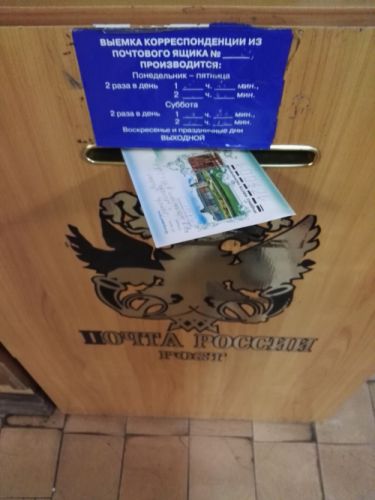 ВЫЕМКА КОРРЕСПОНДЕНЦИИ ИЗ
ПОЧТОВОГО ЯЩИКА №
ПРОИЗВОДИТСЯ:
Понедельник – пятница
2 раза в день 1 ч. мин.,
2 ч. мин.
Суббота
2 раза в день 1 ч. мин.,
2 ч. мин.
Воскресенье и праздничные дни
ВЫХОДНОЙ
ПОЧТА РОССИИ
POST